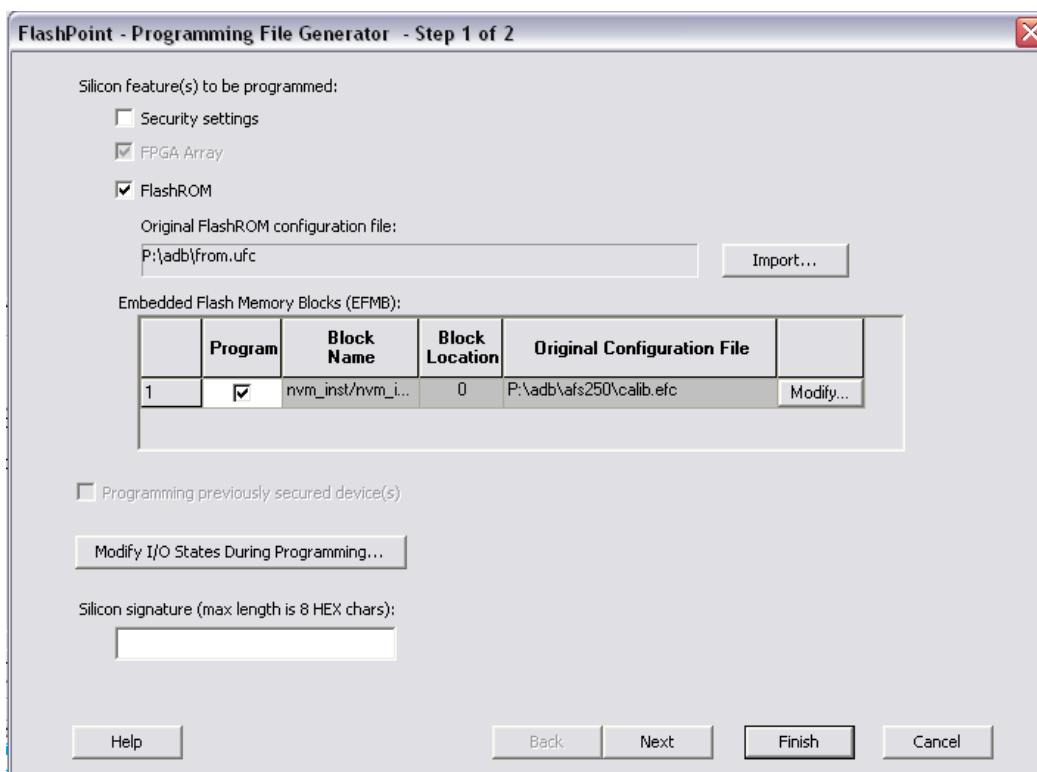 FlashPoint - Programming File Generator - Step 1 of 2
Silicon feature(s) to be programmed:
Security settings
FPGA Array
FlashROM
Original FlashROM configuration file:
P:\adb\from.ufc
Import...
Embedded Flash Memory Blocks (EFMB):
Program Block Name Block Location Original Configuration File
1 nvm_inst/nvm_i... 0 P:\adb\afs250\calib.efc Modify...
Programming previously secured device(s)
Modify I/O States During Programming...
Silicon signature (max length is 8 HEX chars):
Help Back Next Finish Cancel